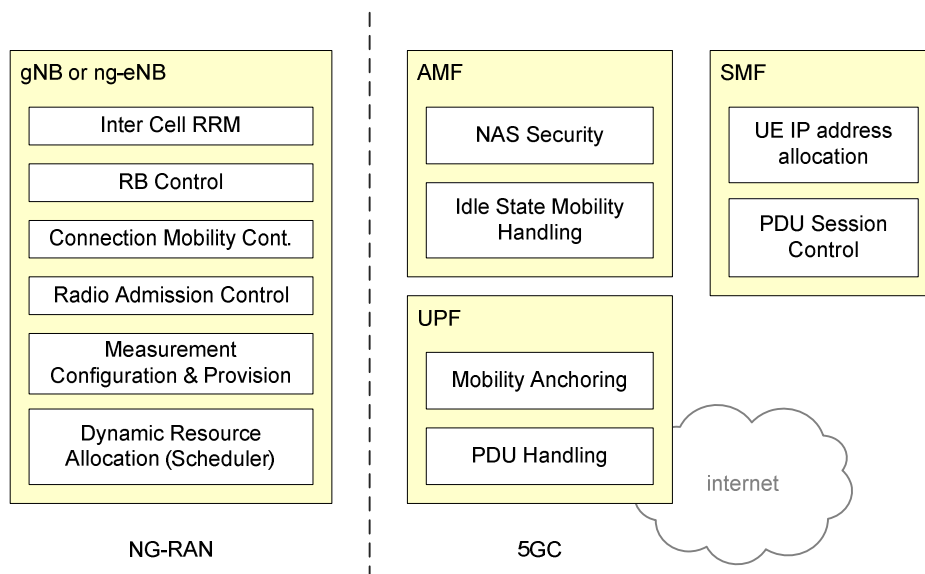 gNB or ng-eNB
Inter Cell RRM
RB Control
Connection Mobility Cont.
Radio Admission Control
Measurement
Configuration & Provision
Dynamic Resource
Allocation (Scheduler)
NG-RAN
AMF
NAS Security
Idle State Mobility
Handling
SMF
UE IP address
allocation
PDU Session
Control
UPF
Mobility Anchoring
PDU Handling
internet
5GC